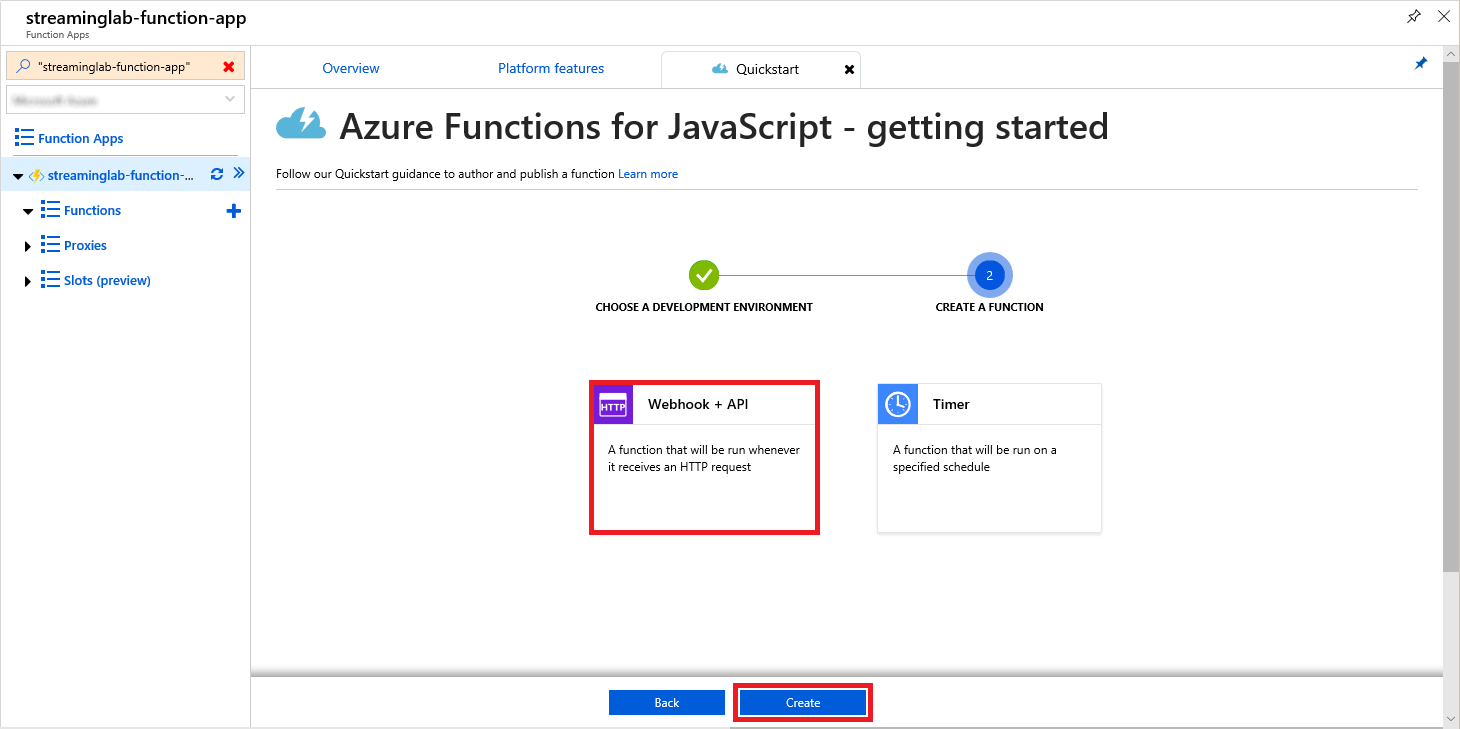 streaminglab-function-app
Function Apps
"streaminglab-function-app"
Function Apps
streaminglab-function-...
Functions
Proxies
Slots (preview)
Overview
Platform features
Quickstart
Azure Functions for JavaScript - getting started
Follow our Quickstart guidance to author and publish a function Learn more
2
CHOOSE A DEVELOPMENT ENVIRONMENT
CREATE A FUNCTION
HTTP
Webhook + API
A function that will be run whenever
it receives an HTTP request
Timer
A function that will be run on a
specified schedule
Back
Create